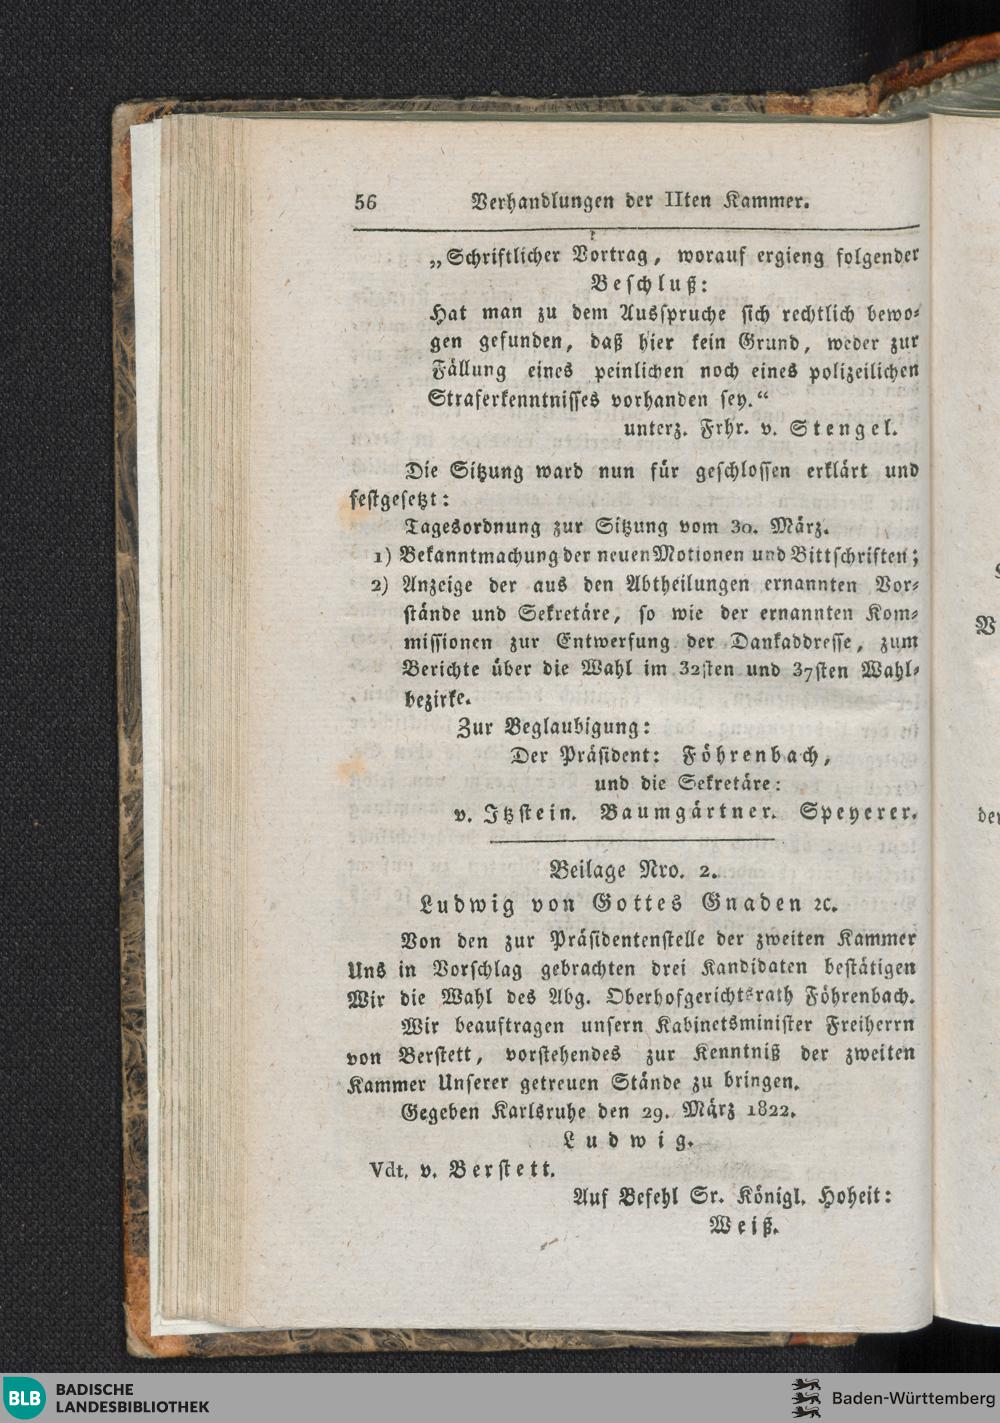 56 Verhandlungen der IIten Kammer.
„Schriftlicher Vortrag, worauf ergieng folgender
Beschluß:
Hat man zu dem Ausspruche sich rechtlich bewo-
gen gefunden, daß hier kein Grund, weder zur
Fällung eines peinlichen noch eines polizeilichen
Straferkenntnisses vorhanden sey.“
unterz. Frhr. v. Stengel.
Die Sitzung ward nun für geschlossen erklärt und
festgesetzt:
Tagesordnung zur Sitzung vom 30. März.
1) Bekanntmachung der neuen Motionen und Bittschriften;
2) Anzeige der aus den Abtheilungen ernannten Vor-
stände und Sekretäre, so wie der ernannten Kom-
missionen zur Entwerfung der Dankaddresse, zum
Berichte über die Wahl im 32sten und 37sten Wahl-
bezirke.
Zur Beglaubigung:
Der Präsident: Föhrenbach,
und die Sekretäre:
v. Itzstein. Baumgärtner. Speyerer.
Beilage Nro. 2.
Ludwig von Gottes Gnaden ꝛc.
Von den zur Präsidentenstelle der zweiten Kammer
Uns in Vorschlag gebrachten drei Kandidaten bestätigen
Wir die Wahl des Abg. Oberhofgerichtsrath Föhrenbach.
Wir beauftragen unsern Kabinetsminister Freiherrn
von Berstett, vorstehendes zur Kenntniß der zweiten
Kammer Unserer getreuen Stände zu bringen.
Gegeben Karlsruhe den 29. März 1822.
Ludwig.
Vdt. v. Berstett.
Auf Befehl Sr. Königl. Hoheit:
Weiß.
BLB BADISCHE
LANDESBIBLIOTHEK
Baden-Württemberg